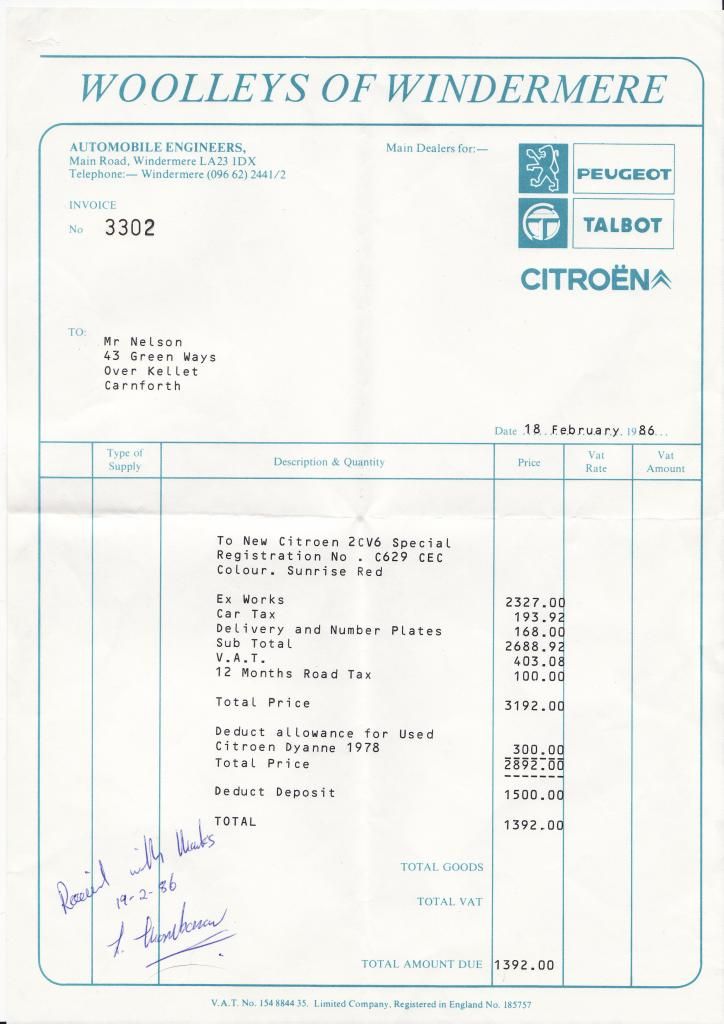 WOOLLEYS OF WINDERMERE
AUTOMOBILE ENGINEERS,
Main Road, Windermere LA23 1DX
Telephone:— Windermere (096 62) 2441/2
Main Dealers for:—
PEUGEOT
TALBOT
CITROËN
INVOICE
No 3302
TO:
Mr Nelson
43 Green Ways
Over Kellet
Carnforth
Date 18 February 1986
Type of Supply
Description & Quantity
Price
Vat Rate
Vat Amount
To New Citroen 2CV6 Special
Registration No . C629 CEC
Colour. Sunrise Red
Ex Works 2327.00
Car Tax 193.92
Delivery and Number Plates 168.00
Sub Total 2688.92
V.A.T. 403.08
12 Months Road Tax 100.00
Total Price 3192.00
Deduct allowance for Used
Citroen Dyanne 1978 300.00
Total Price 2892.00
Deduct Deposit 1500.00
TOTAL 1392.00
Received with thanks
19-2-86
TOTAL GOODS
TOTAL VAT
TOTAL AMOUNT DUE 1392.00
V.A.T. No. 154 8844 35. Limited Company, Registered in England No. 185757